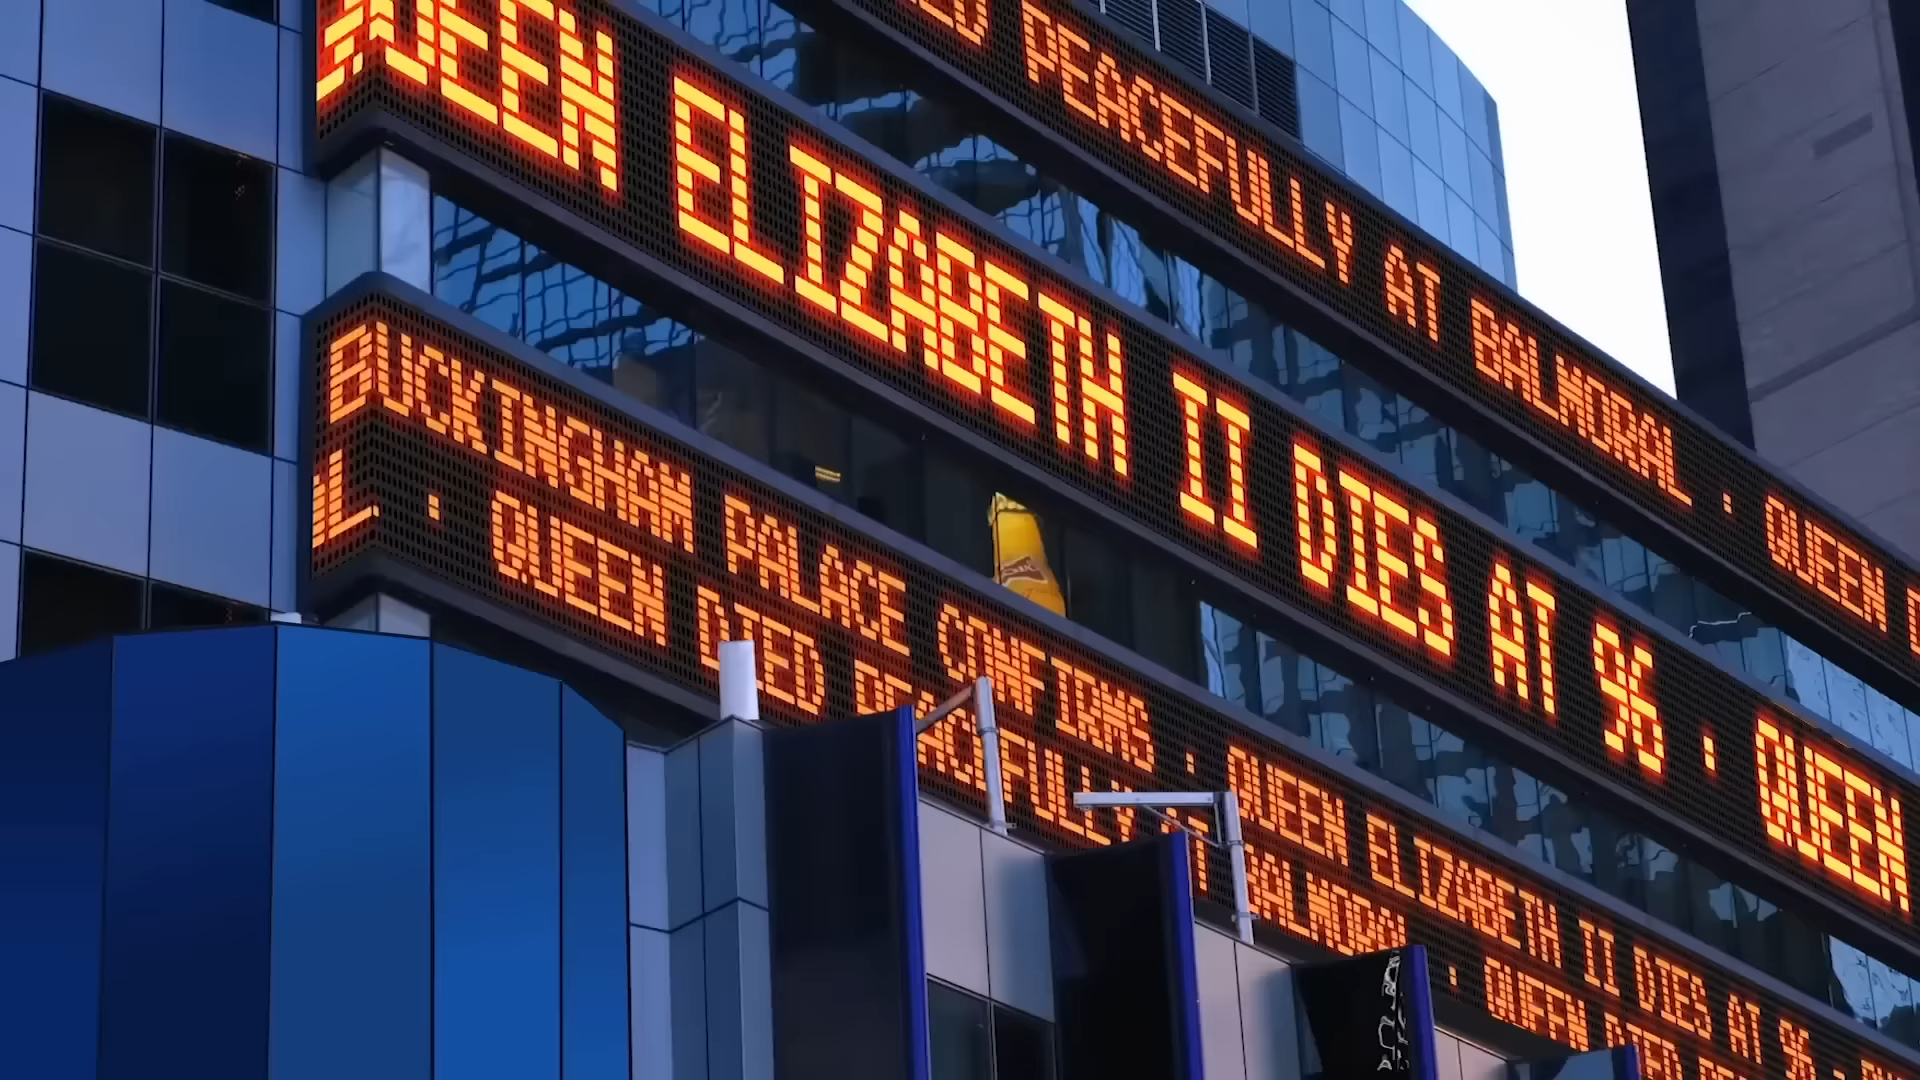 ED PEACEFULLY AT BALMORAL · QUEEN
QUEEN ELIZABETH II DIES AT 96 · QUEEN
BUCKINGHAM PALACE CONFIRMS · QUEEN ELIZABETH II DIES AT 96 ·
L · QUEEN DIED PEACEFULLY AT BALMORAL · QUEEN DIED